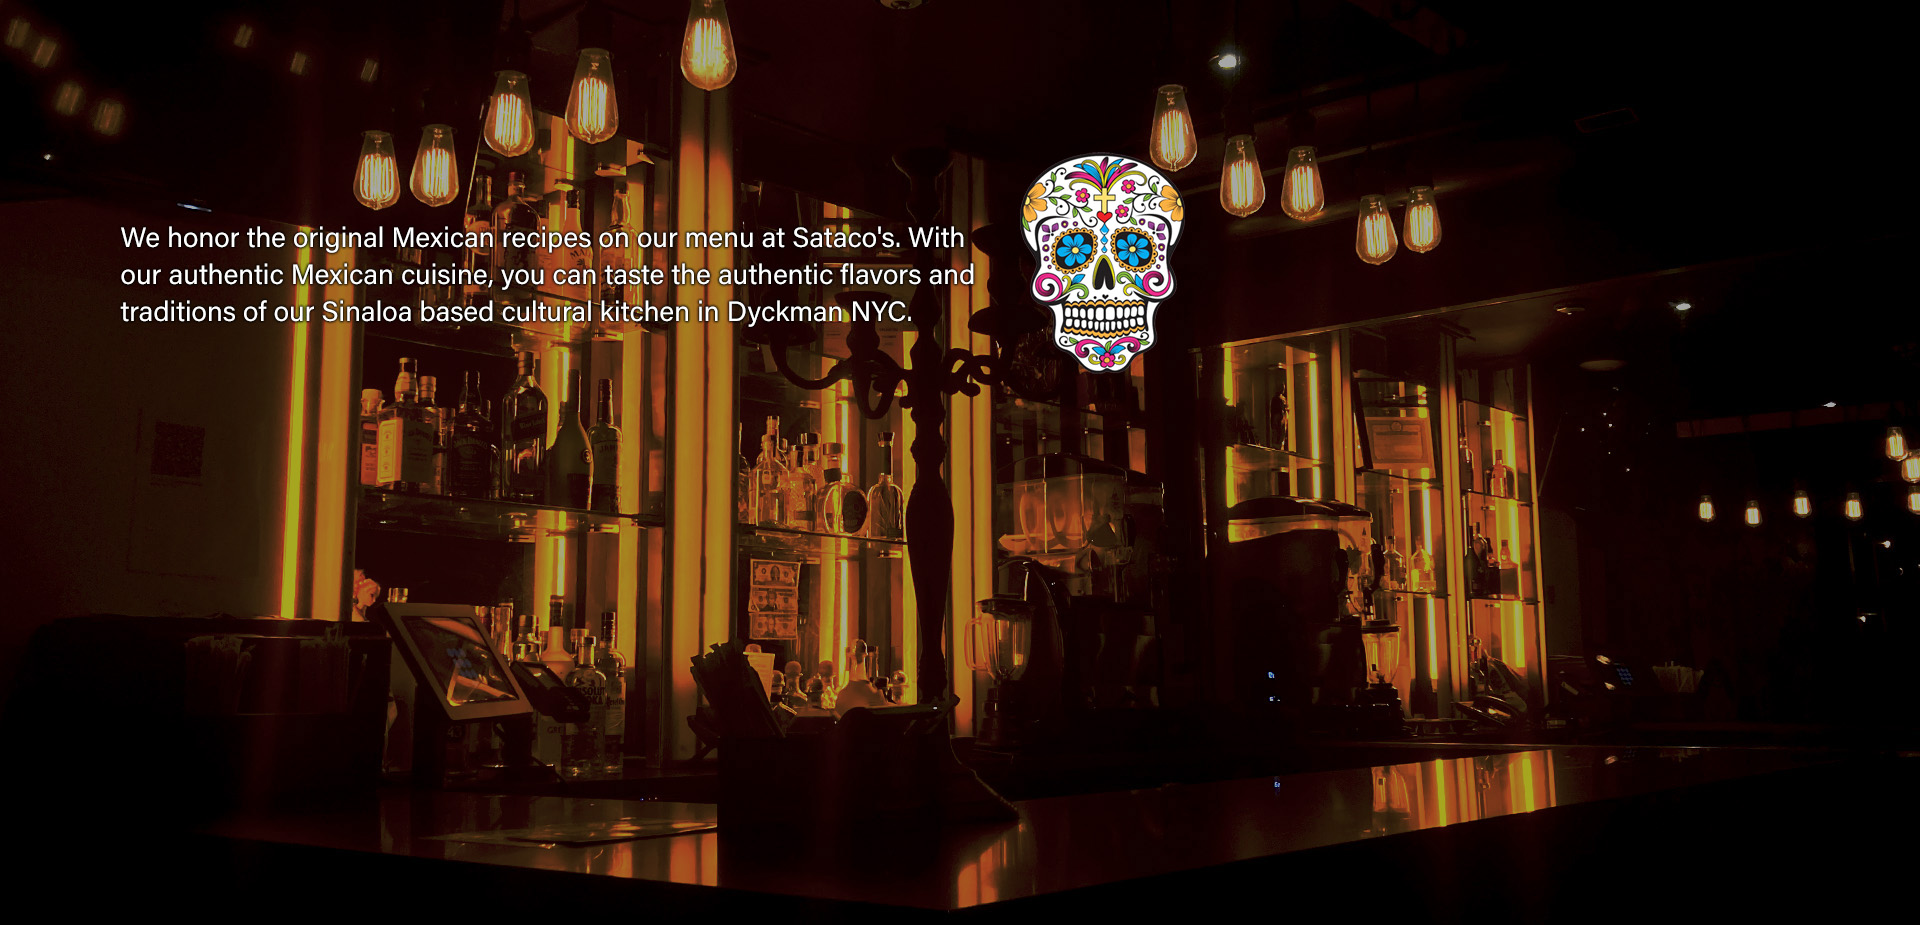 We honor the original Mexican recipes on our menu at Sataco's. With
our authentic Mexican cuisine, you can taste the authentic flavors and
traditions of our Sinaloa based cultural kitchen in Dyckman NYC.